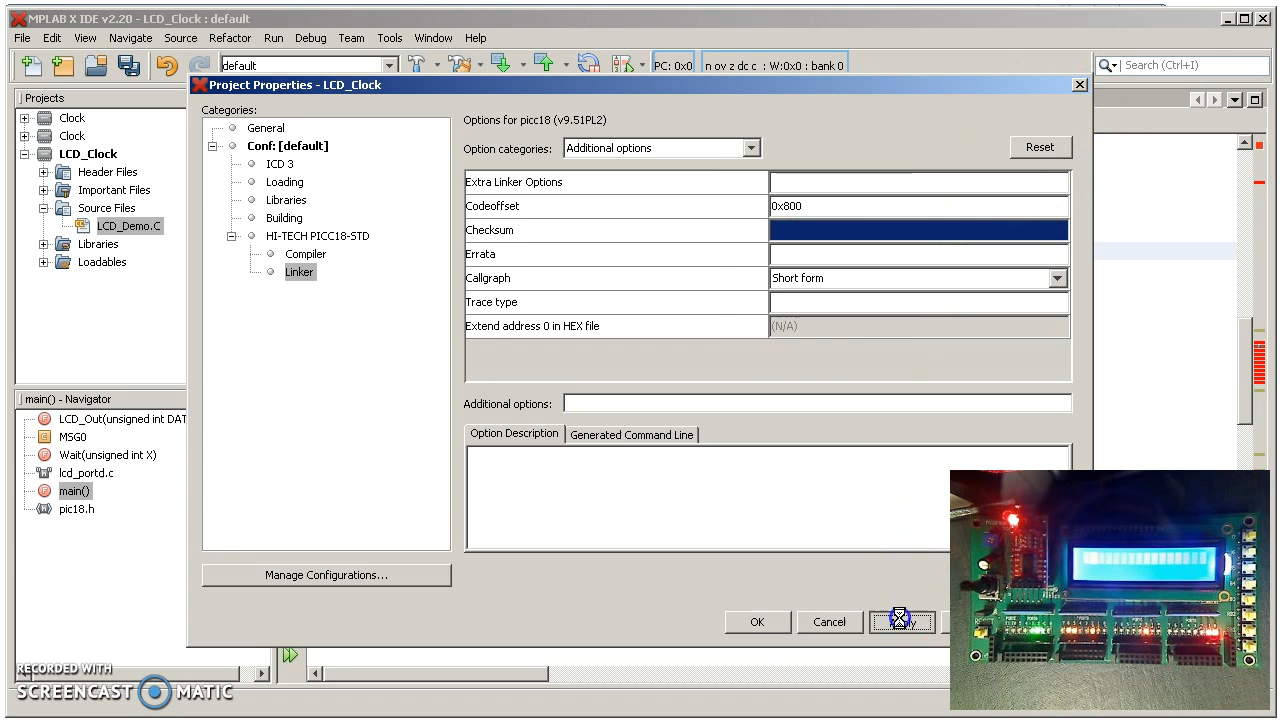 MPLAB X IDE v2.20 - LCD_Clock : default
File Edit View Navigate Source Refactor Run Debug Team Tools Window Help
default PC: 0x0 n ov z dc c : W:0x0 : bank 0 Search (Ctrl+I)
Projects
Clock
Clock
LCD_Clock
Header Files
Important Files
Source Files
LCD_Demo.C
Libraries
Loadables
main() - Navigator
LCD_Out(unsigned int DAT
MSG0
Wait(unsigned int X)
lcd_portd.c
main()
pic18.h
Project Properties - LCD_Clock
Categories:
General
Conf: [default]
ICD 3
Loading
Libraries
Building
HI-TECH PICC18-STD
Compiler
Linker
Manage Configurations...
Options for picc18 (v9.51PL2)
Option categories: Additional options Reset
Extra Linker Options
Codeoffset 0x800
Checksum
Errata
Callgraph Short form
Trace type
Extend address 0 in HEX file (N/A)
Additional options:
Option Description Generated Command Line
OK Cancel
RECORDED WITH
SCREENCAST MATIC